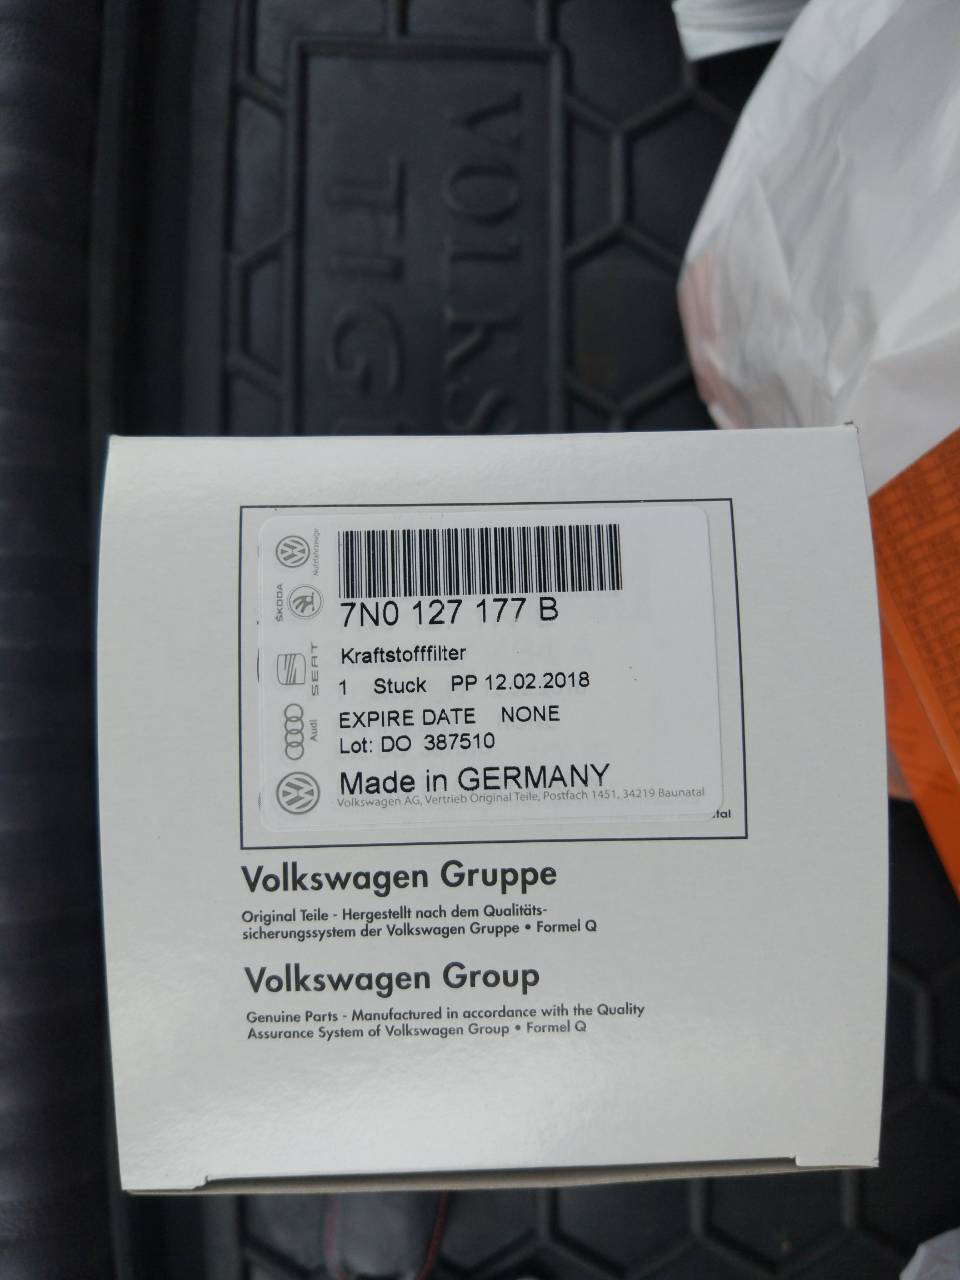 VOLKS
TIG
Nutzfahrzeuge
ŠKODA
SEAT
Audi
7N0 127 177 B
Kraftstofffilter
1 Stuck PP 12.02.2018
EXPIRE DATE NONE
Lot: DO 387510
Made in GERMANY
Volkswagen AG, Vertrieb Original Teile, Postfach 1451, 34219 Baunatal
.tal
Volkswagen Gruppe
Original Teile - Hergestellt nach dem Qualitäts-
sicherungssystem der Volkswagen Gruppe • Formel Q
Volkswagen Group
Genuine Parts - Manufactured in accordance with the Quality
Assurance System of Volkswagen Group • Formel Q